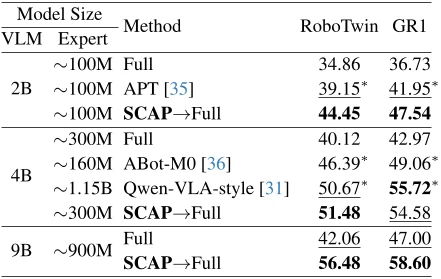 Model Size Method RoboTwin GR1
VLM Expert
2B ~100M Full 34.86 36.73
~100M APT [35] 39.15* 41.95*
~100M SCAP→Full 44.45 47.54
4B ~300M Full 40.12 42.97
~160M ABot-M0 [36] 46.39* 49.06*
~1.15B Qwen-VLA-style [31] 50.67* 55.72*
~300M SCAP→Full 51.48 54.58
9B ~900M Full 42.06 47.00
SCAP→Full 56.48 58.60